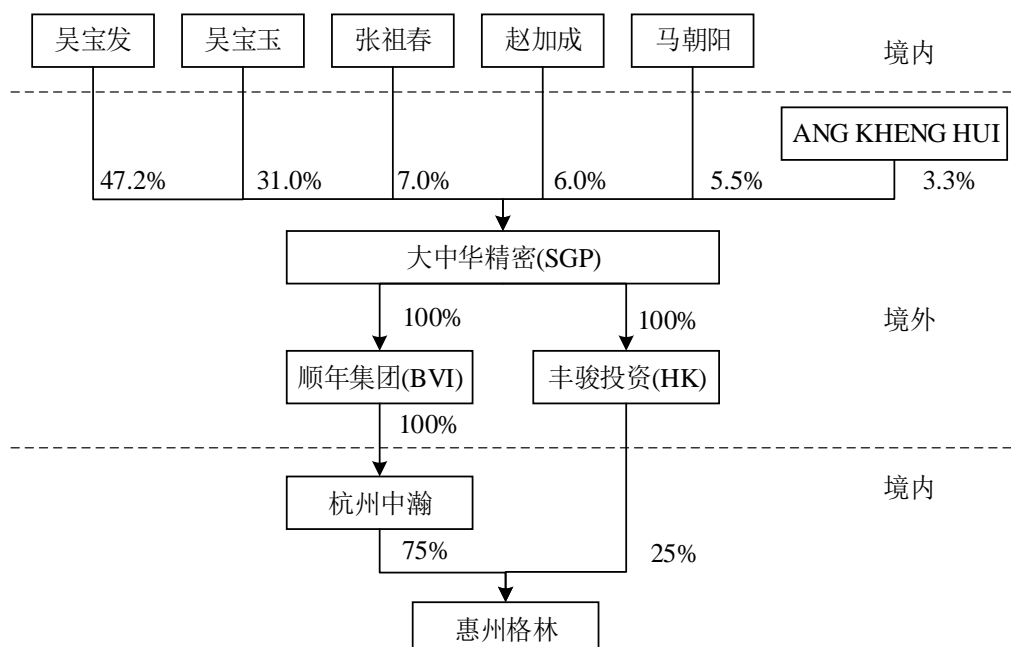 吴宝发
吴宝玉
张祖春
赵加成
马朝阳
境内
ANG KHENG HUI
47.2%
31.0%
7.0%
6.0%
5.5%
3.3%
大中华精密(SGP)
100%
100%
境外
顺年集团(BVI)
丰骏投资(HK)
100%
境内
杭州中瀚
75%
25%
惠州格林